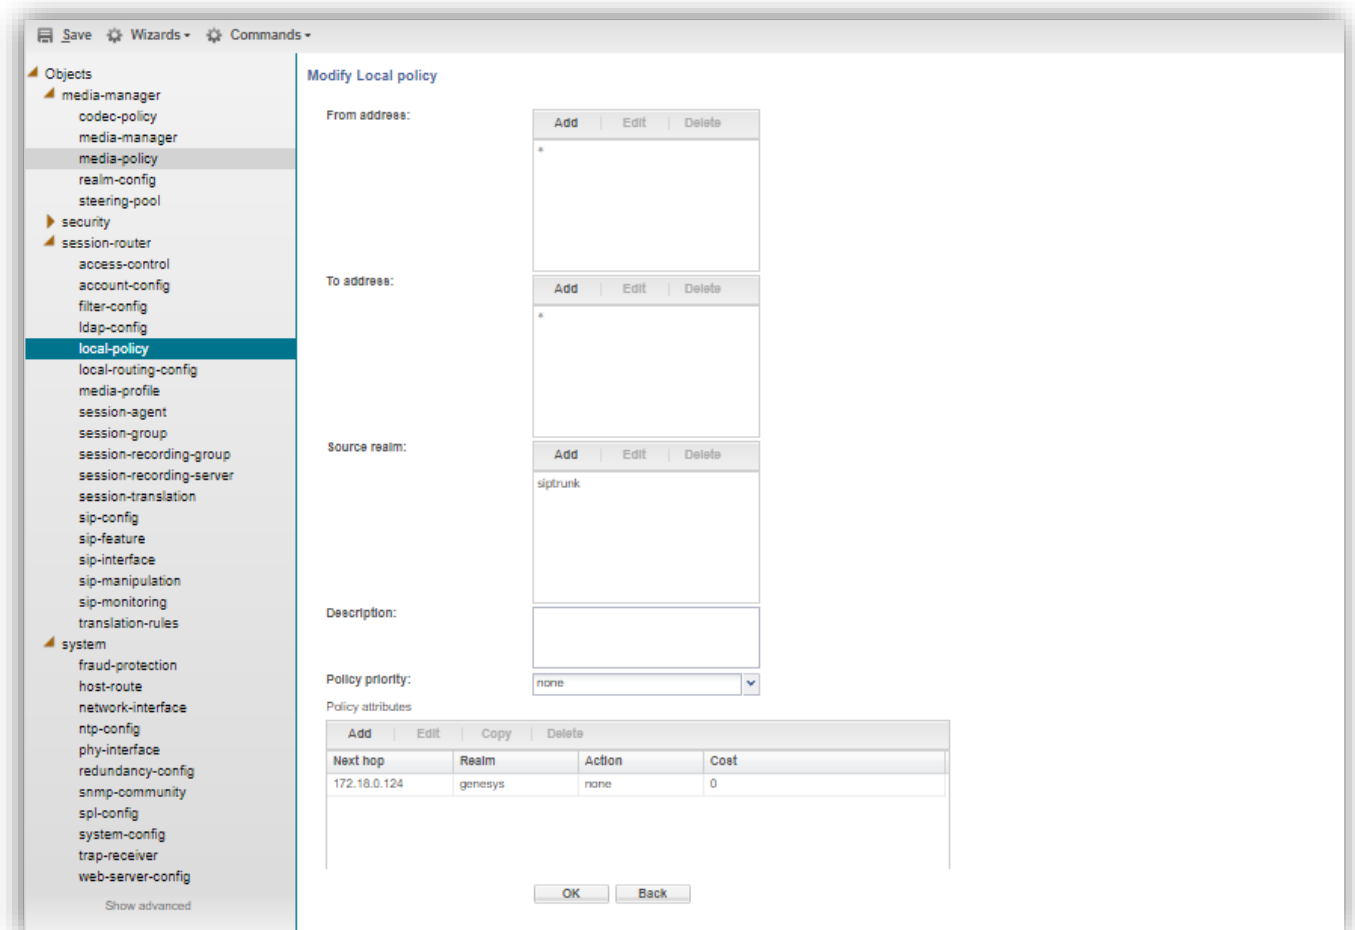 Save Wizards Commands
Objects
media-manager
codec-policy
media-manager
media-policy
realm-config
steering-pool
security
session-router
access-control
account-config
filter-config
ldap-config
local-policy
local-routing-config
media-profile
session-agent
session-group
session-recording-group
session-recording-server
session-translation
sip-config
sip-feature
sip-interface
sip-manipulation
sip-monitoring
translation-rules
system
fraud-protection
host-route
network-interface
ntp-config
phy-interface
redundancy-config
snmp-community
spl-config
system-config
trap-receiver
web-server-config
Show advanced
Modify Local policy
From address:
Add Edit Delete
*
To address:
Add Edit Delete
*
Source realm:
Add Edit Delete
siptrunk
Description:
Policy priority: none
Policy attributes
Add Edit Copy Delete
Next hop Realm Action Cost
172.18.0.124 genesys none 0
OK Back